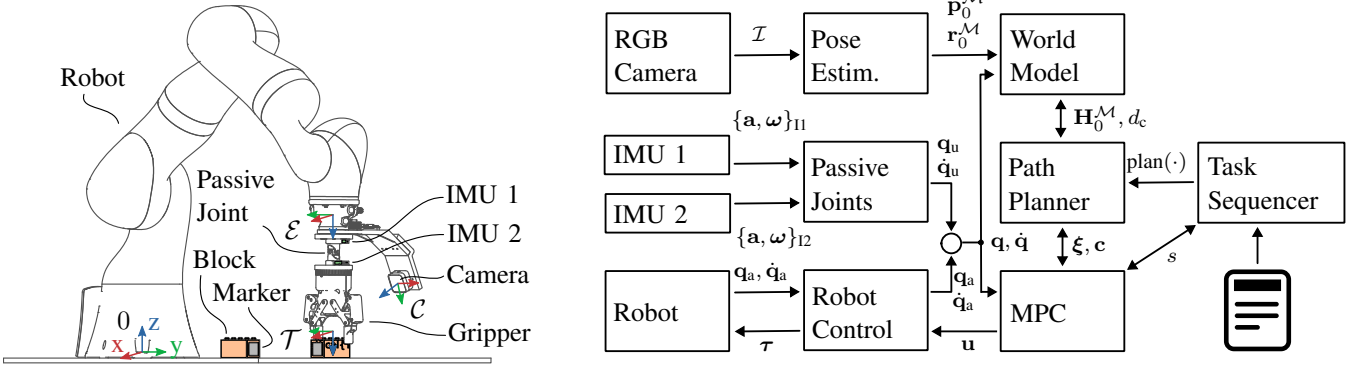 Robot
Passive
Joint
Block
Marker
0
z
x
y
ℰ
𝒯
𝒞
IMU 1
IMU 2
Camera
Gripper
RGB
Camera
ℐ
Pose
Estim.
p₀^ℳ
r₀^ℳ
World
Model
H₀^ℳ, d_c
{a, ω}_I1
IMU 1
IMU 2
{a, ω}_I2
Passive
Joints
q_u
q̇_u
Path
Planner
plan(·)
Task
Sequencer
q, q̇
ξ, c
s
Robot
q_a, q̇_a
τ
Robot
Control
q_a
q̇_a
u
MPC